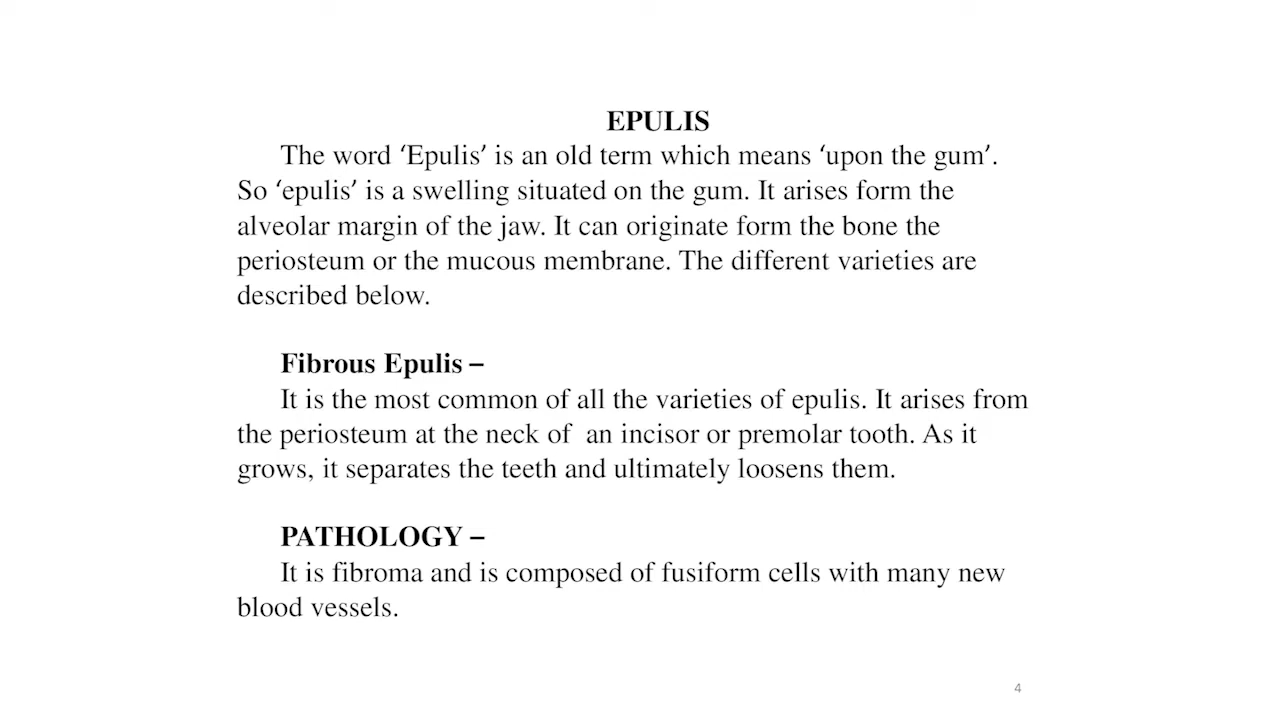 EPULIS
The word ‘Epulis’ is an old term which means ‘upon the gum’.
So ‘epulis’ is a swelling situated on the gum. It arises form the
alveolar margin of the jaw. It can originate form the bone the
periosteum or the mucous membrane. The different varieties are
described below.
Fibrous Epulis –
It is the most common of all the varieties of epulis. It arises from
the periosteum at the neck of  an incisor or premolar tooth. As it
grows, it separates the teeth and ultimately loosens them.
PATHOLOGY –
It is fibroma and is composed of fusiform cells with many new
blood vessels.
4